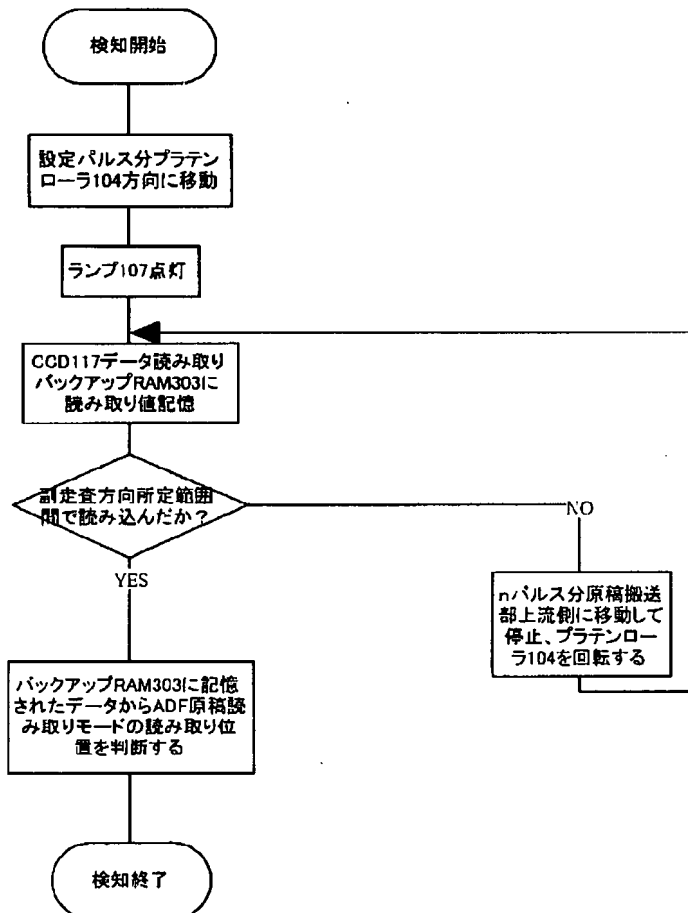 検知開始
設定パルス分プラテン
ローラ104方向に移動
ランプ107点灯
CCD117データ読み取り
バックアップRAM303に
読み取り値記憶
副走査方向所定範囲
間で読み込んだか？
NO
YES
nパルス分原稿搬送
部上流側に移動して
停止、プラテンロー
ラ104を回転する
バックアップRAM303に記憶
されたデータからADF原稿読
み取りモードの読み取り位
置を判断する
検知終了